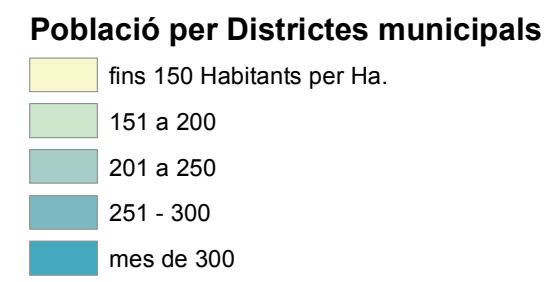 Població per Districtes municipals
fins 150 Habitants per Ha.
151 a 200
201 a 250
251 - 300
mes de 300